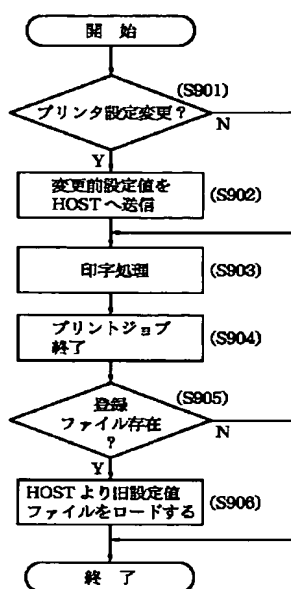 開 始
(S901)
プリンタ設定変更？
N
Y
変更前設定値を
HOSTへ送信
(S902)
印字処理
(S903)
プリントジョブ
終了
(S904)
(S905)
登録
ファイル存在
？
N
Y
HOSTより旧設定値
ファイルをロードする
(S906)
終 了